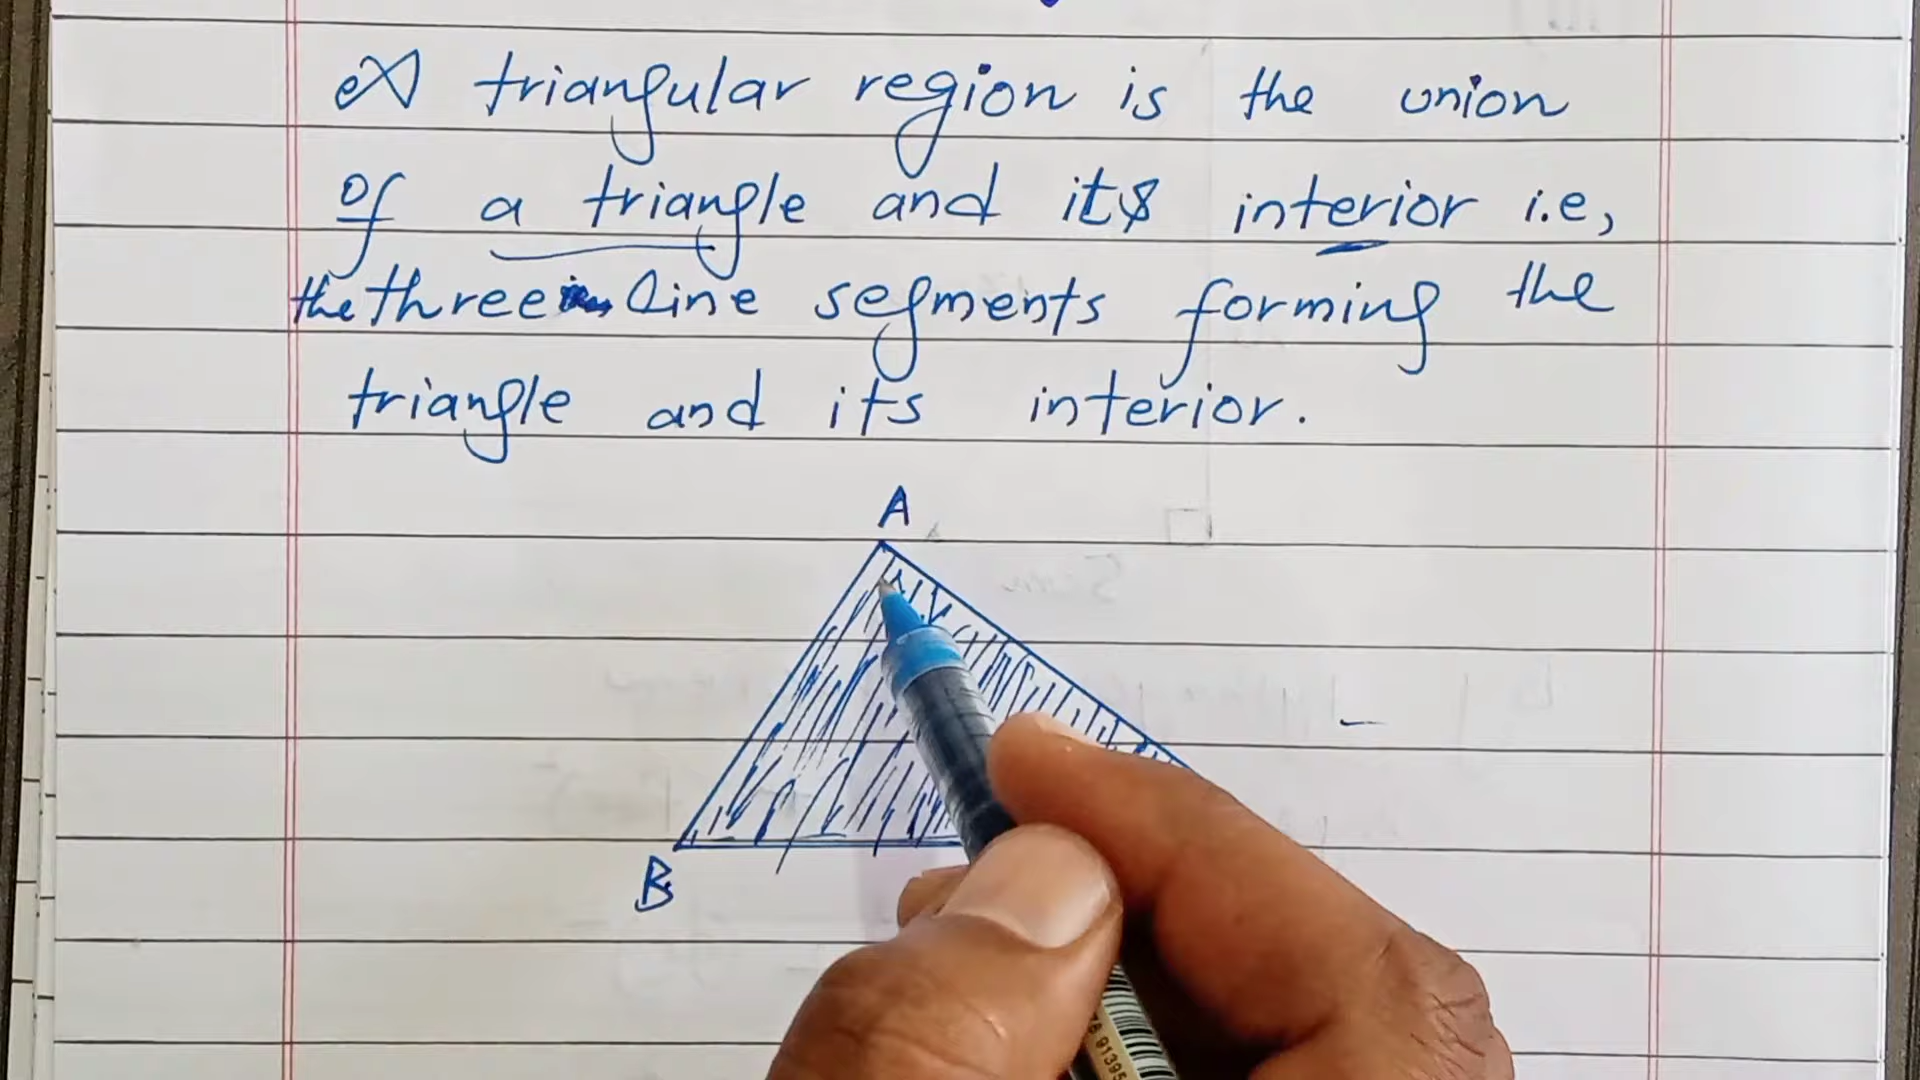 A triangular region is the union
of a triangle and its interior i.e,
the three line segments forming the
triangle and its interior.
A
B
91395